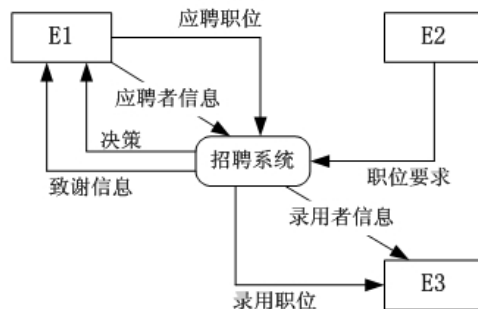 应聘职位
E1
E2
应聘者信息
决策
招聘系统
职位要求
致谢信息
录用者信息
E3
录用职位